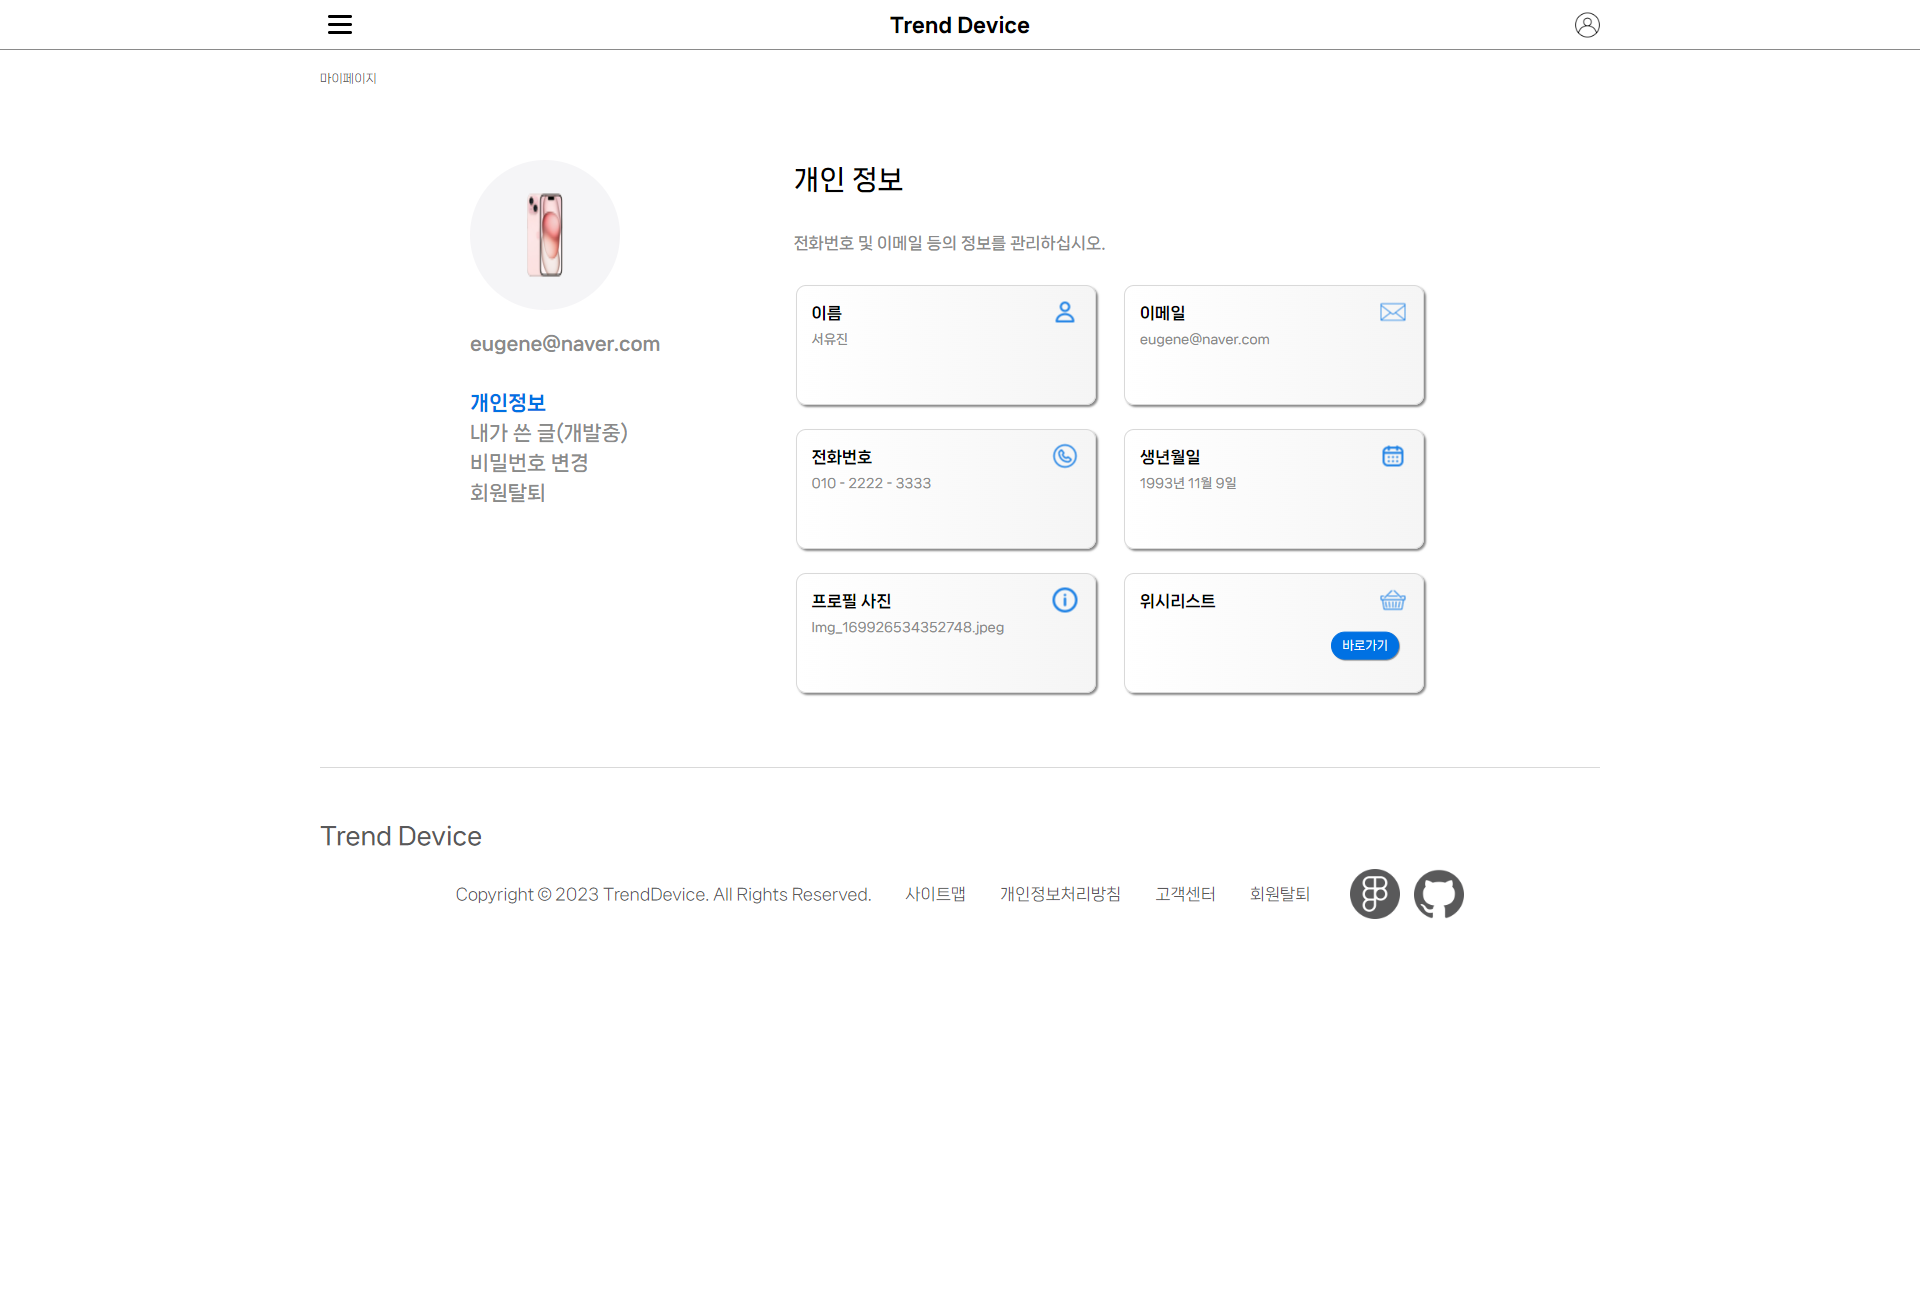 Trend Device
마이페이지
eugene@naver.com
개인정보
내가 쓴 글(개발중)
비밀번호 변경
회원탈퇴
개인 정보
전화번호 및 이메일 등의 정보를 관리하십시오.
이름
서유진
이메일
eugene@naver.com
전화번호
010 - 2222 - 3333
생년월일
1993년 11월 9일
프로필 사진
Img_169926534352748.jpeg
위시리스트
바로가기
Trend Device
Copyright © 2023 TrendDevice. All Rights Reserved. 사이트맵 개인정보처리방침 고객센터 회원탈퇴